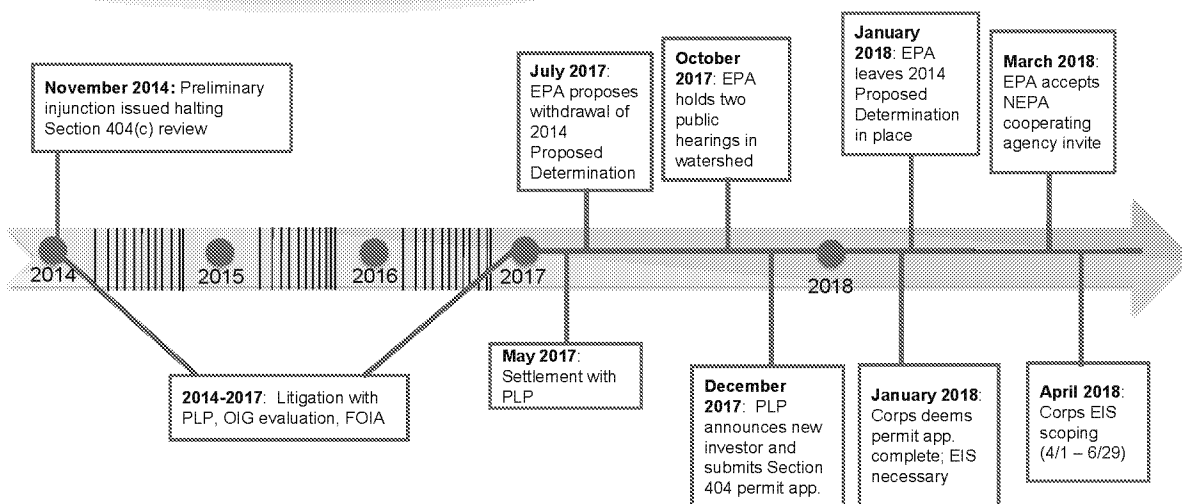 November 2014: Preliminary
injunction issued halting
Section 404(c) review
July 2017:
EPA proposes
withdrawal of
2014
Proposed
Determination
October
2017: EPA
holds two
public
hearings in
watershed
January
2018: EPA
leaves 2014
Proposed
Determination
in place
March 2018:
EPA accepts
NEPA
cooperating
agency invite
2014
2015
2016
2017
2018
2014-2017: Litigation with
PLP, OIG evaluation, FOIA
May 2017:
Settlement with
PLP
December
2017: PLP
announces new
investor and
submits Section
404 permit app.
January 2018:
Corps deems
permit app.
complete; EIS
necessary
April 2018:
Corps EIS
scoping
(4/1 – 6/29)